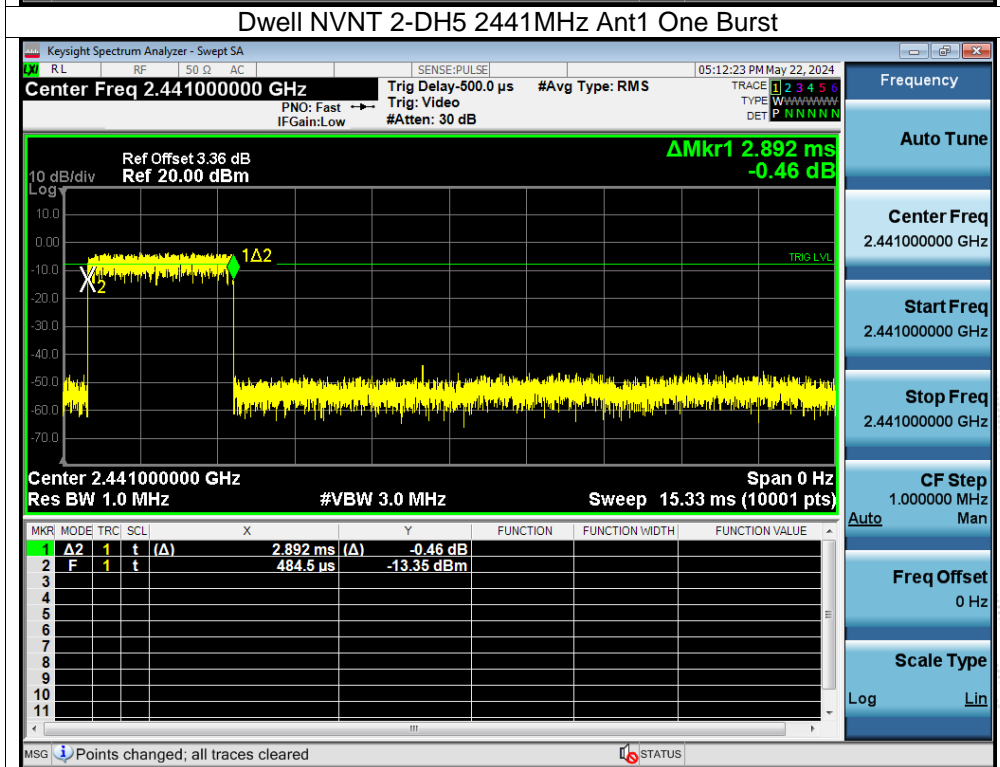 Dwell NVNT 2-DH5 2441MHz Ant1 One Burst
Keysight Spectrum Analyzer - Swept SA
LXI RL RF 50 Ω AC SENSE:PULSE 05:12:23 PM May 22, 2024
Center Freq 2.441000000 GHz Trig Delay-500.0 µs #Avg Type: RMS TRACE 1 2 3 4 5 6
PNO: Fast Trig: Video TYPE WWWWWW
IFGain:Low #Atten: 30 dB DET P N N N N N
Frequency
Auto Tune
ΔMkr1 2.892 ms
-0.46 dB
Ref Offset 3.36 dB
10 dB/div Ref 20.00 dBm
Log
10.0
0.00
-10.0
-20.0
-30.0
-40.0
-50.0
-60.0
-70.0
1Δ2
2
TRIG LVL
Center 2.441000000 GHz Span 0 Hz
Res BW 1.0 MHz #VBW 3.0 MHz Sweep 15.33 ms (10001 pts)
MKR MODE TRC SCL X Y FUNCTION FUNCTION WIDTH FUNCTION VALUE
1 Δ2 1 t (Δ) 2.892 ms (Δ) -0.46 dB
2 F 1 t 484.5 µs -13.35 dBm
3
4
5
6
7
8
9
10
11
Center Freq
2.441000000 GHz
Start Freq
2.441000000 GHz
Stop Freq
2.441000000 GHz
CF Step
1.000000 MHz
Auto Man
Freq Offset
0 Hz
Scale Type
Log Lin
MSG Points changed; all traces cleared STATUS